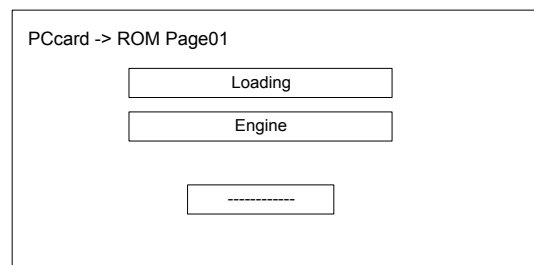 PCcard -> ROM Page01
Loading
Engine
------------